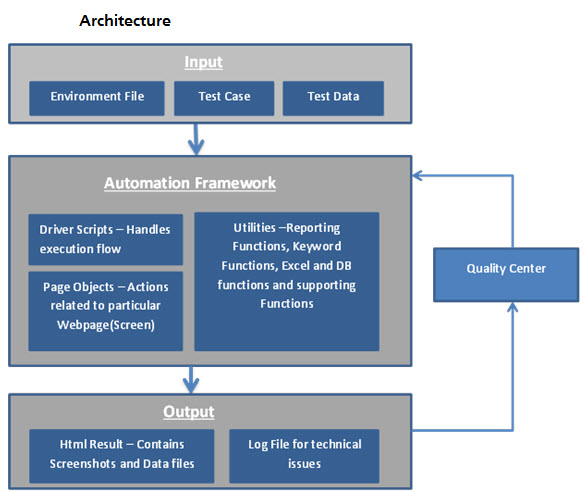 Architecture
Input
Environment File
Test Case
Test Data
Automation Framework
Driver Scripts – Handles
execution flow
Page Objects – Actions
related to particular
Webpage(Screen)
Utilities –Reporting
Functions, Keyword
Functions, Excel and DB
functions and supporting
Functions
Quality Center
Output
Html Result – Contains
Screenshots and Data files
Log File for technical
issues